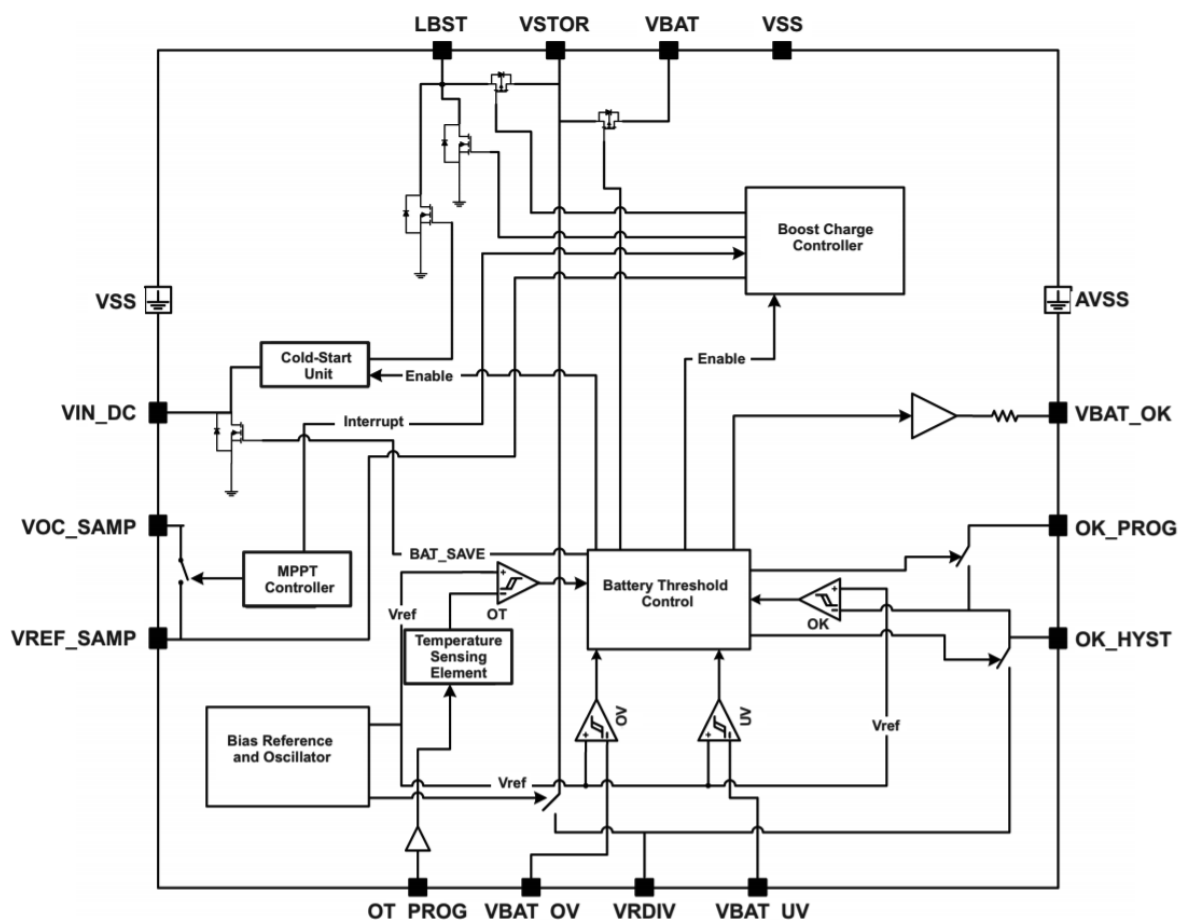 LBST
VSTOR
VBAT
VSS
Boost Charge
Controller
VSS
AVSS
Cold-Start
Unit
Enable
Enable
VIN_DC
Interrupt
VBAT_OK
VOC_SAMP
OK_PROG
BAT_SAVE
MPPT
Controller
+
−
OT
Battery Threshold
Control
+
−
OK
Vref
VREF_SAMP
Temperature
Sensing
Element
OK_HYST
Bias Reference
and Oscillator
+
−
OV
+
−
UV
Vref
Vref
OT_PROG
VBAT_OV
VRDIV
VBAT_UV